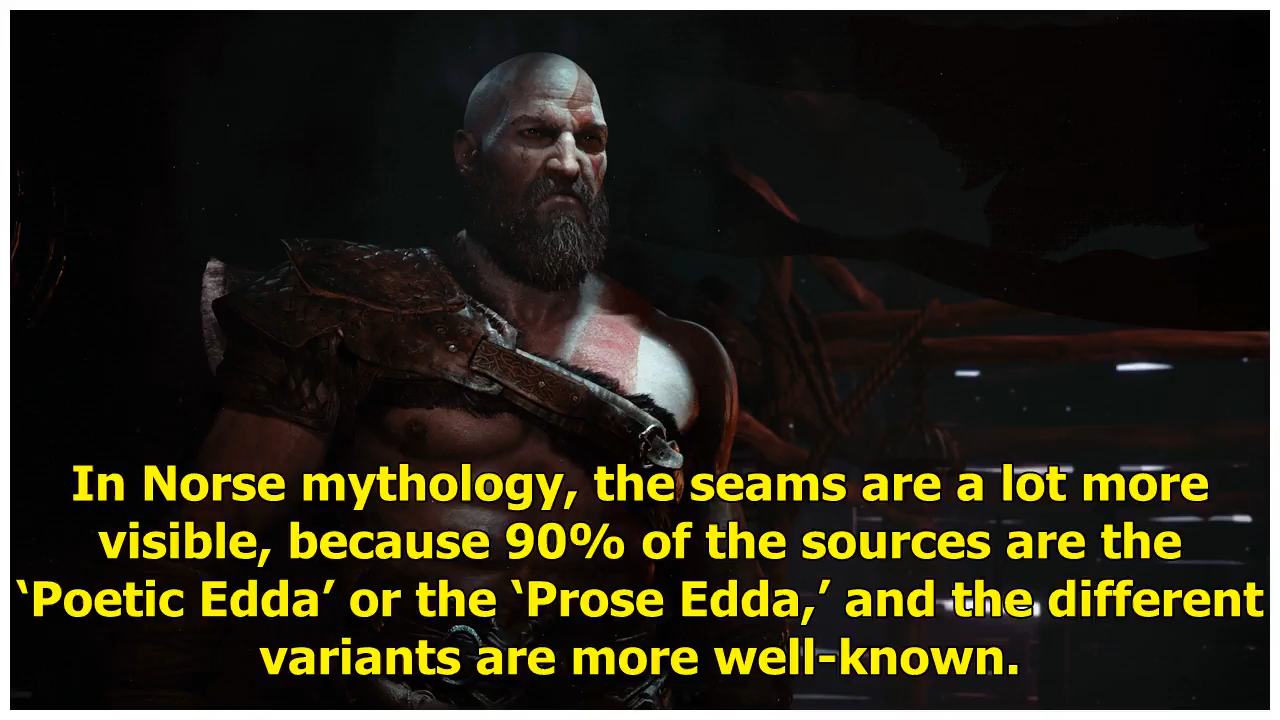 In Norse mythology, the seams are a lot more
visible, because 90% of the sources are the
‘Poetic Edda’ or the ‘Prose Edda,’ and the different
variants are more well-known.